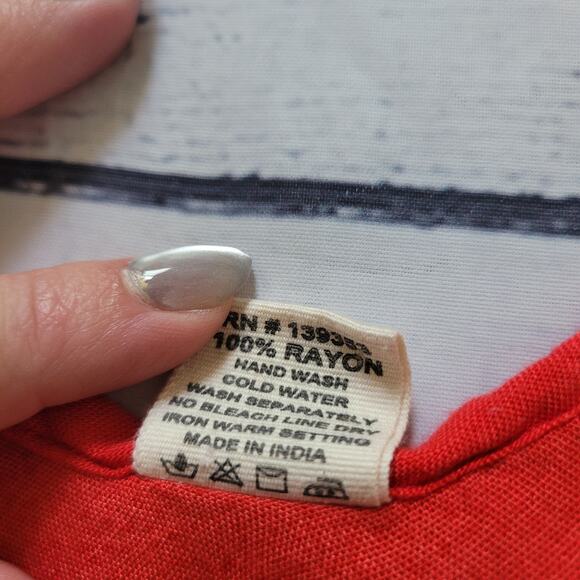 RN # 139353
100% RAYON
HAND WASH
COLD WATER
WASH SEPARATELY
NO BLEACH LINE DRY
IRON WARM SETTING
MADE IN INDIA